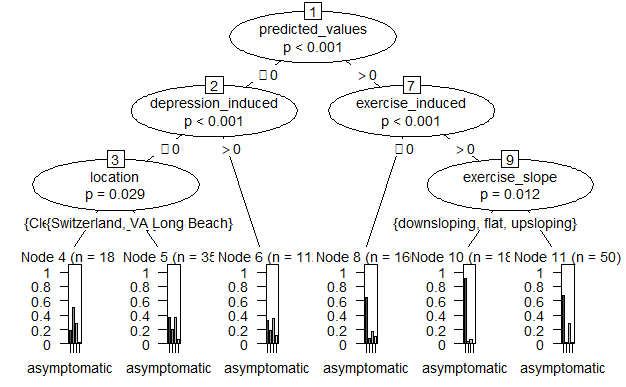 1
predicted_values
p < 0.001
0
> 0
2
depression_induced
p < 0.001
7
exercise_induced
p < 0.001
0
> 0
0
> 0
3
location
p = 0.029
9
exercise_slope
p = 0.012
{Switzerland, VA Long Beach}
{downsloping, flat, upsloping}
Node 4 (n = 18
Node 5 (n = 35
Node 6 (n = 11
Node 8 (n = 16
Node 10 (n = 18
Node 11 (n = 50)
1 1 1 1 1 1
0.8 0.8 0.8 0.8 0.8 0.8
0.6 0.6 0.6 0.6 0.6 0.6
0.4 0.4 0.4 0.4 0.4 0.4
0.2 0.2 0.2 0.2 0.2 0.2
0 0 0 0 0 0
asymptomatic asymptomatic asymptomatic asymptomatic asymptomatic asymptomatic